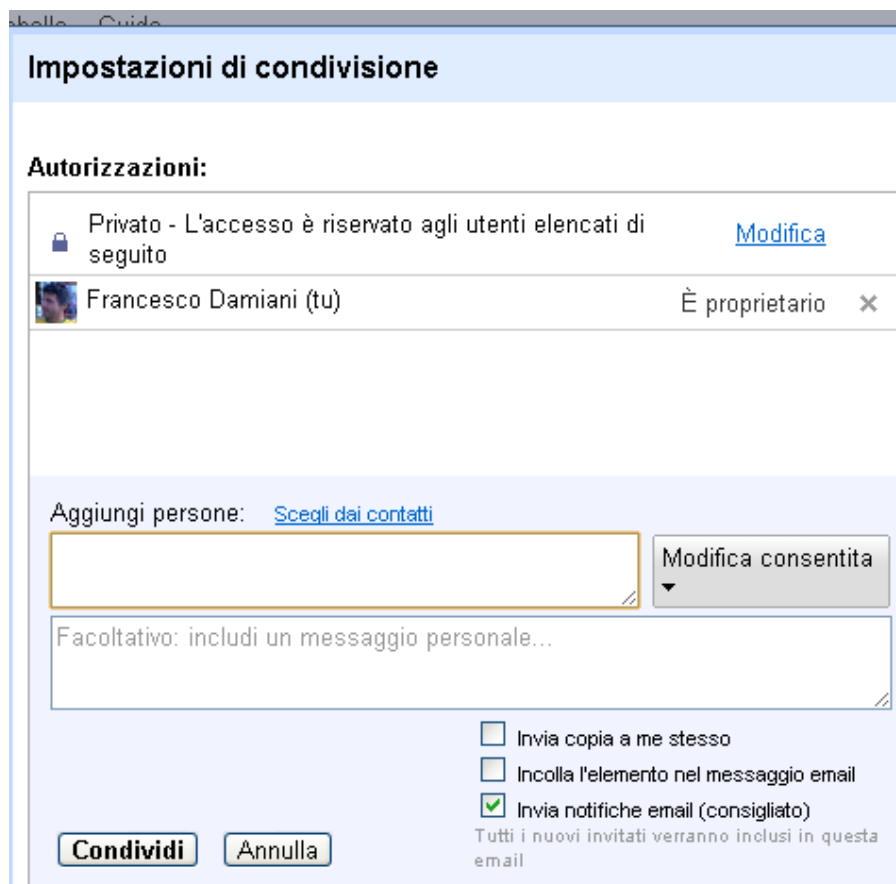 Guida
Impostazioni di condivisione
Autorizzazioni:
Privato - L'accesso è riservato agli utenti elencati di
seguito
Modifica
Francesco Damiani (tu)
È proprietario
Aggiungi persone: Scegli dai contatti
Modifica consentita
Facoltativo: includi un messaggio personale...
Invia copia a me stesso
Incolla l'elemento nel messaggio email
Invia notifiche email (consigliato)
Tutti i nuovi invitati verranno inclusi in questa
email
Condividi Annulla